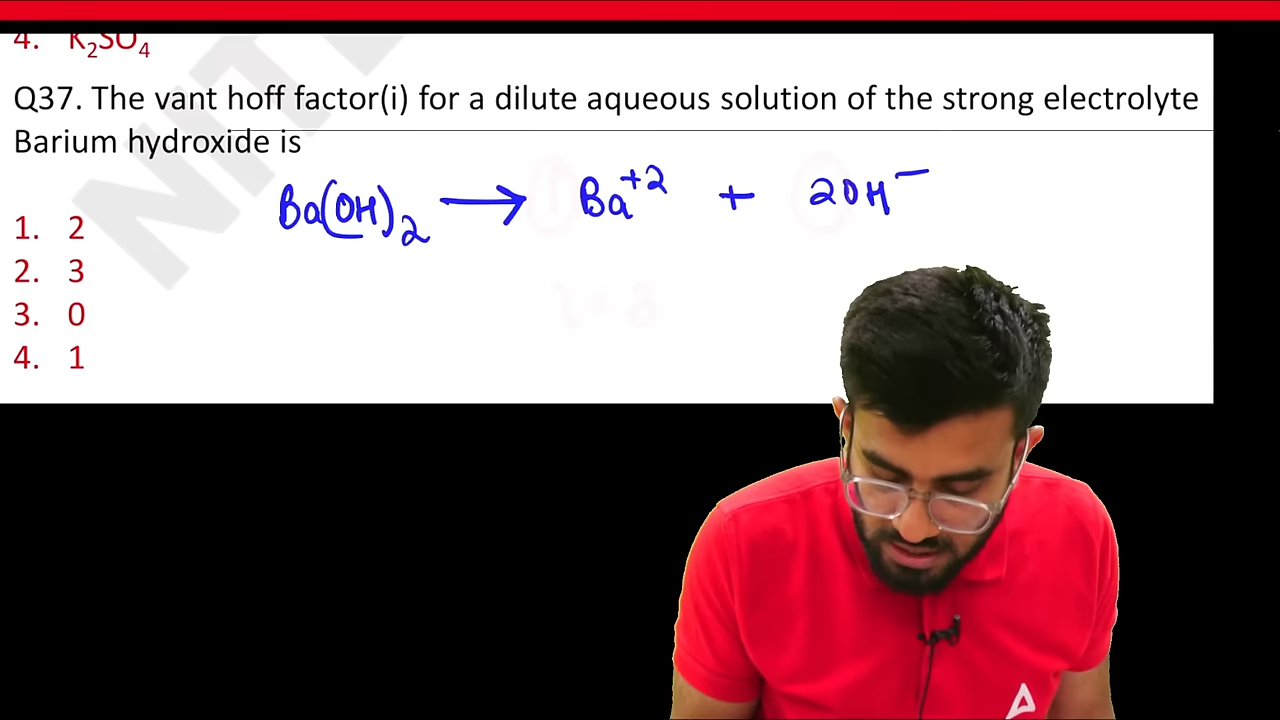 4. K₂SO₄
Q37. The vant hoff factor(i) for a dilute aqueous solution of the strong electrolyte
Barium hydroxide is
Ba(OH)₂ ⟶ Ba⁺² + 2OH⁻
1. 2
2. 3
3. 0
4. 1